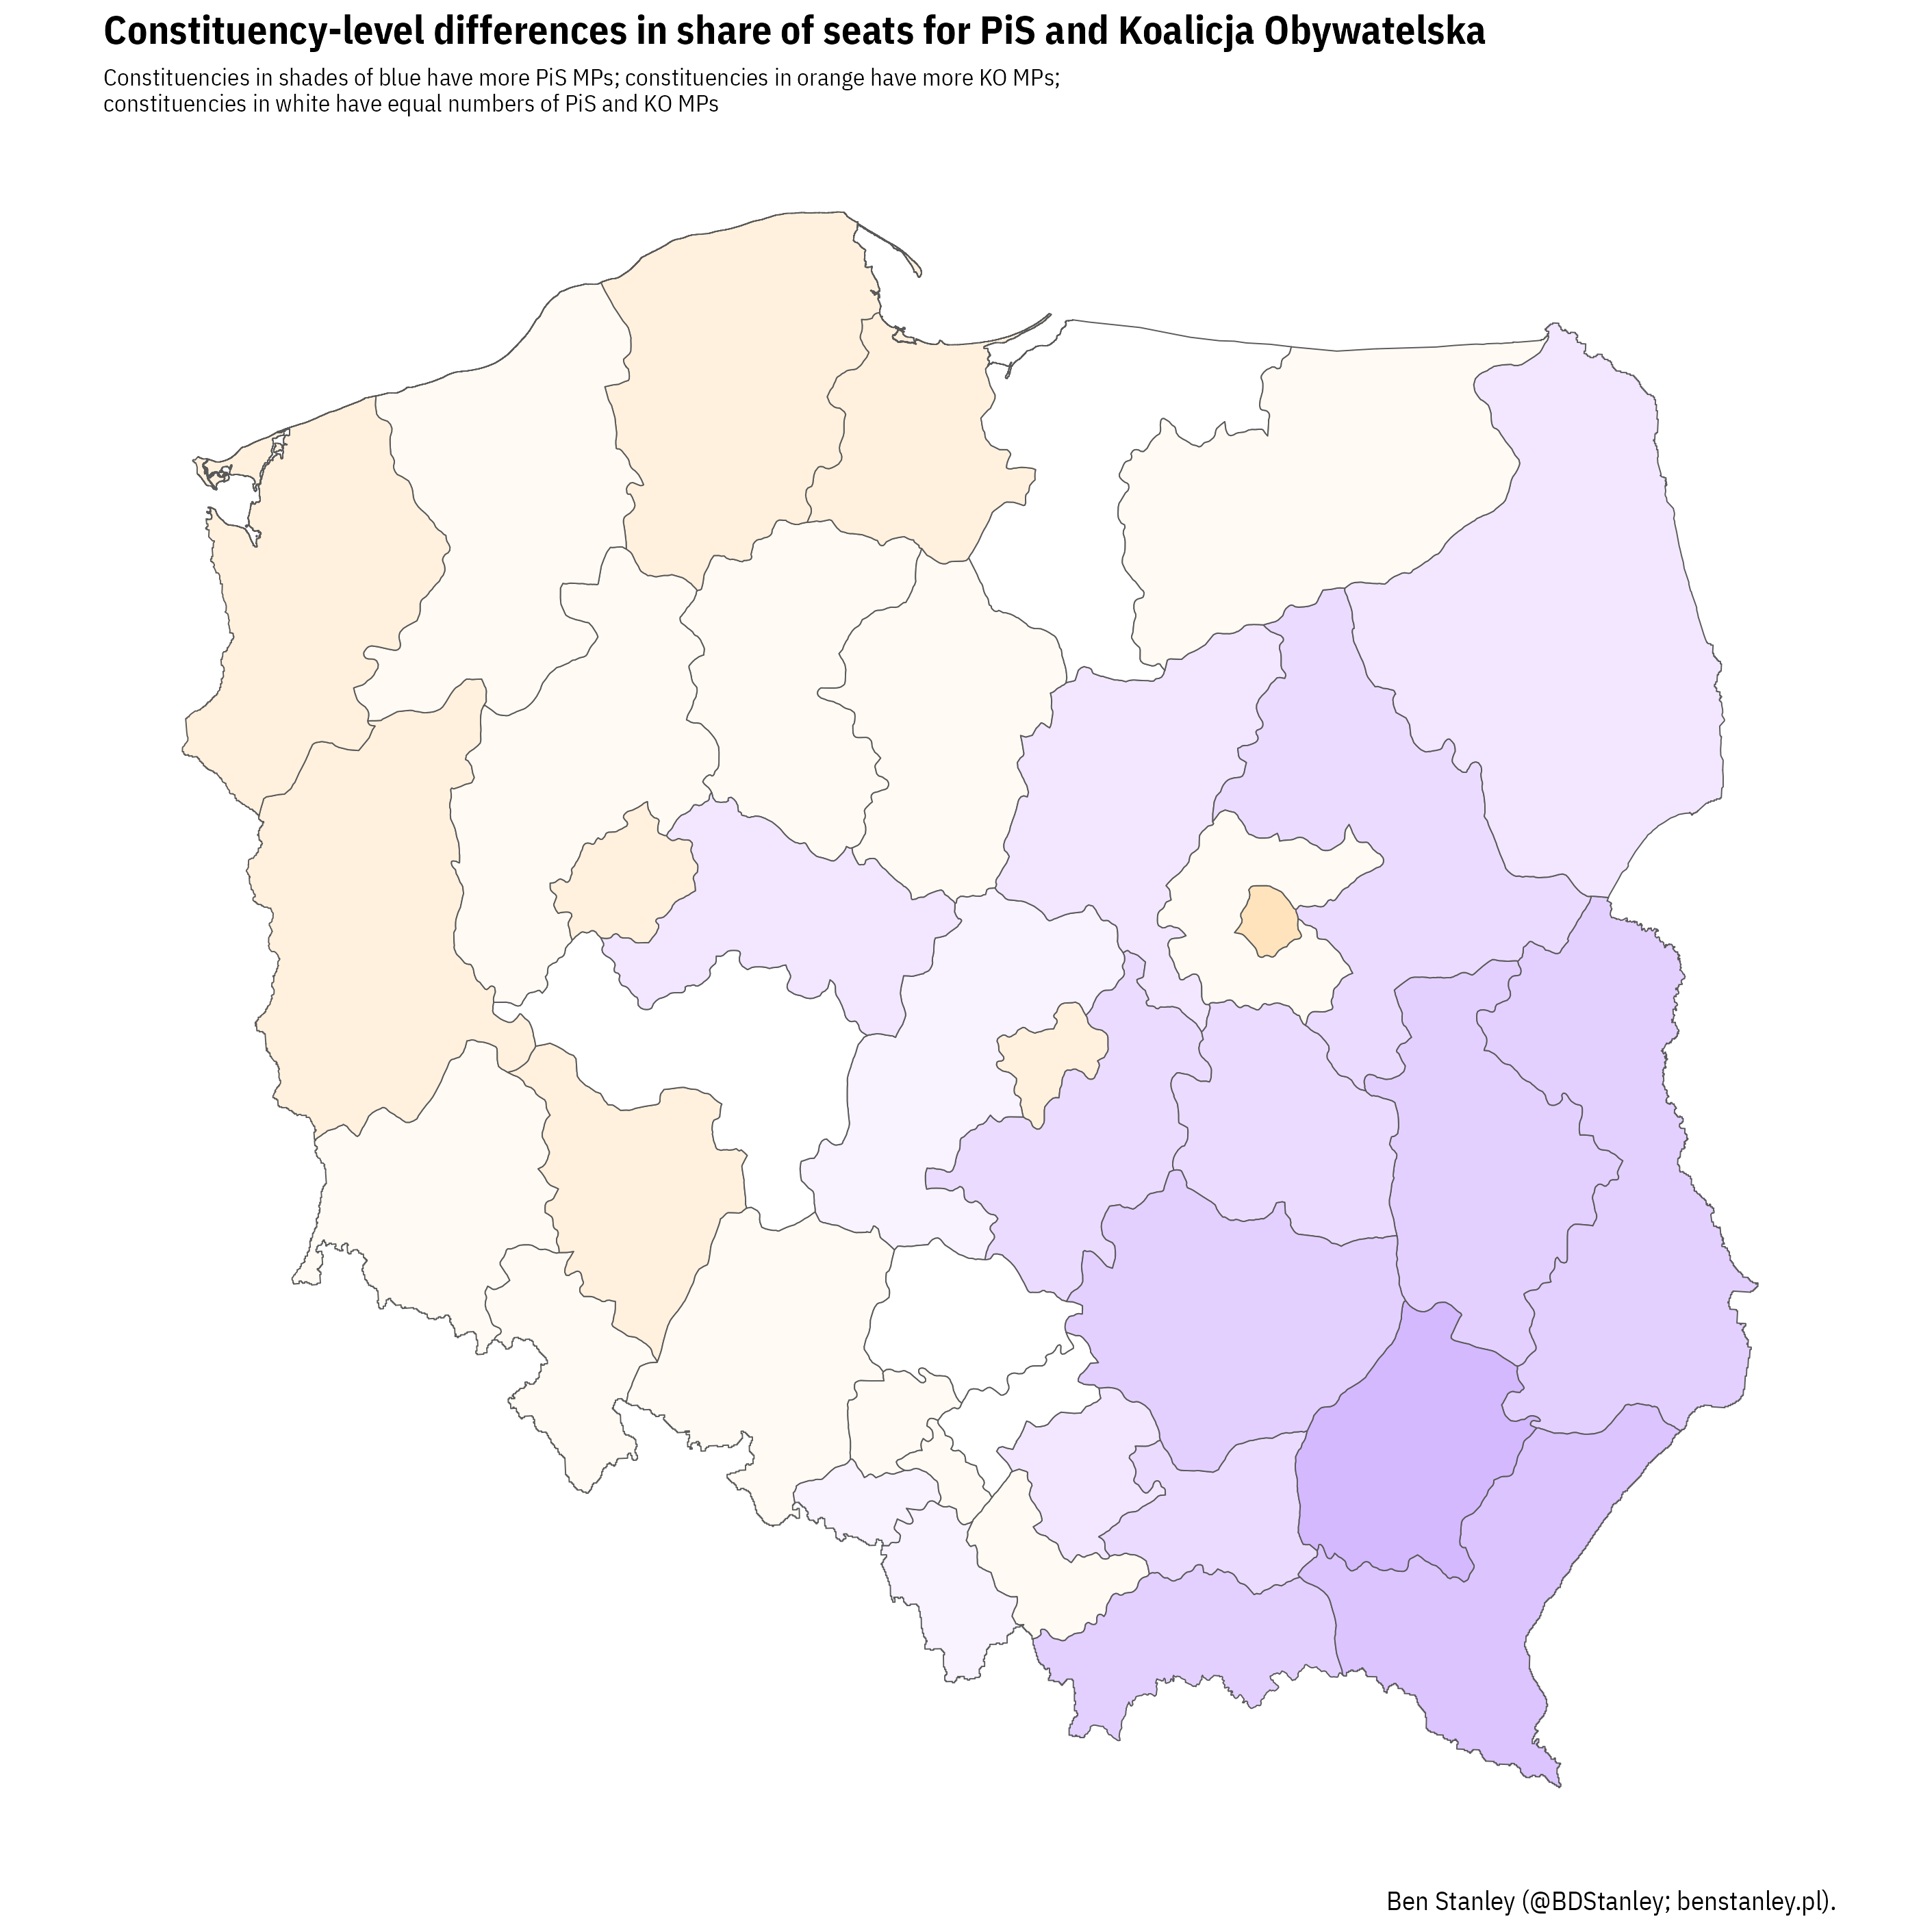 Constituency-level differences in share of seats for PiS and Koalicja Obywatelska
Constituencies in shades of blue have more PiS MPs; constituencies in orange have more KO MPs;
constituencies in white have equal numbers of PiS and KO MPs
Ben Stanley (@BDStanley; benstanley.pl).